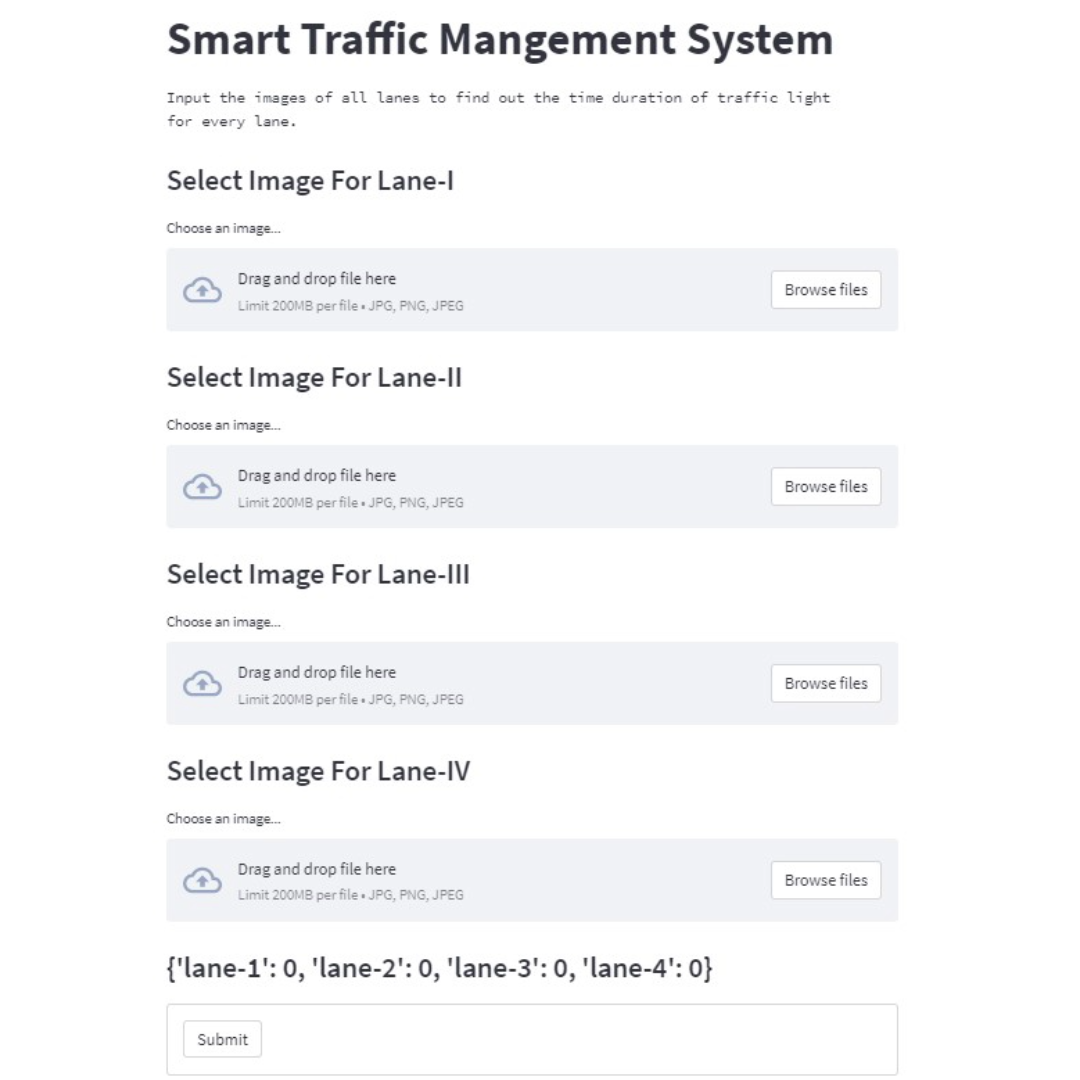 Smart Traffic Mangement System
Input the images of all lanes to find out the time duration of traffic light
for every lane.
Select Image For Lane-I
Choose an image...
Drag and drop file here
Limit 200MB per file • JPG, PNG, JPEG
Browse files
Select Image For Lane-II
Choose an image...
Drag and drop file here
Limit 200MB per file • JPG, PNG, JPEG
Browse files
Select Image For Lane-III
Choose an image...
Drag and drop file here
Limit 200MB per file • JPG, PNG, JPEG
Browse files
Select Image For Lane-IV
Choose an image...
Drag and drop file here
Limit 200MB per file • JPG, PNG, JPEG
Browse files
{'lane-1': 0, 'lane-2': 0, 'lane-3': 0, 'lane-4': 0}
Submit